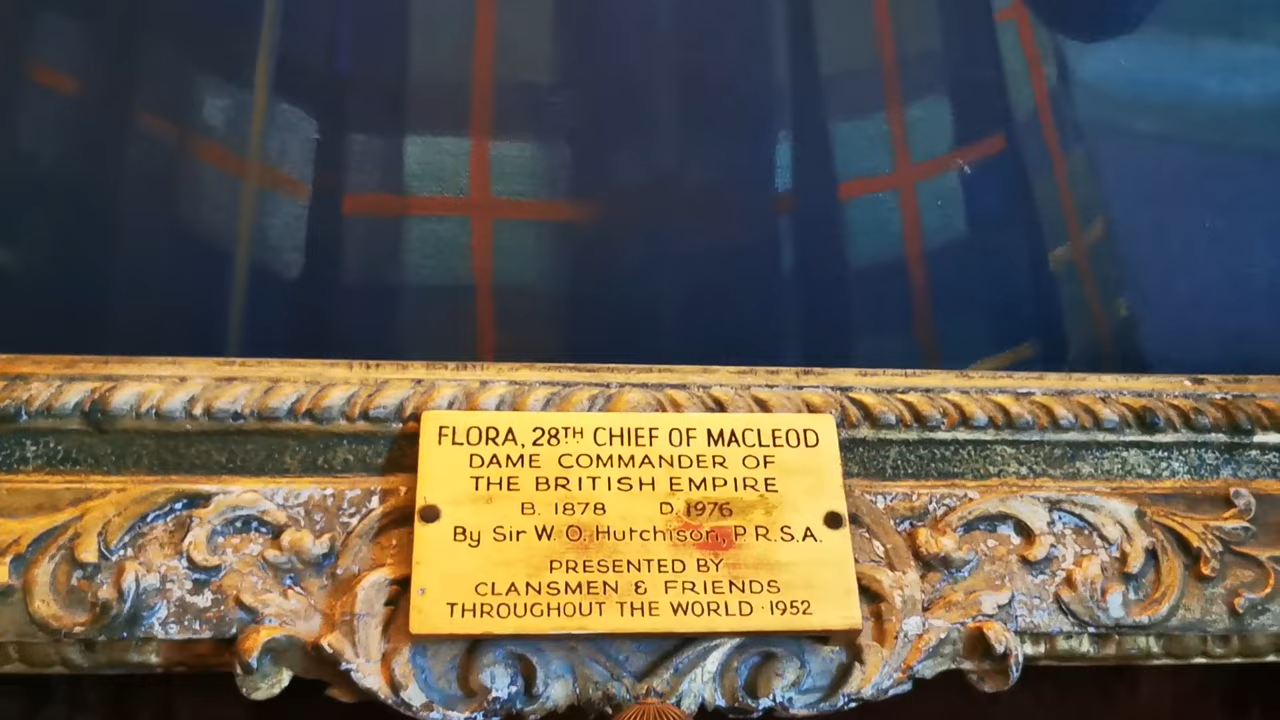 FLORA, 28TH CHIEF OF MACLEOD
DAME COMMANDER OF
THE BRITISH EMPIRE
B. 1878 D. 1976
By Sir W. O. Hutchison, P.R.S.A.
PRESENTED BY
CLANSMEN & FRIENDS
THROUGHOUT THE WORLD · 1952